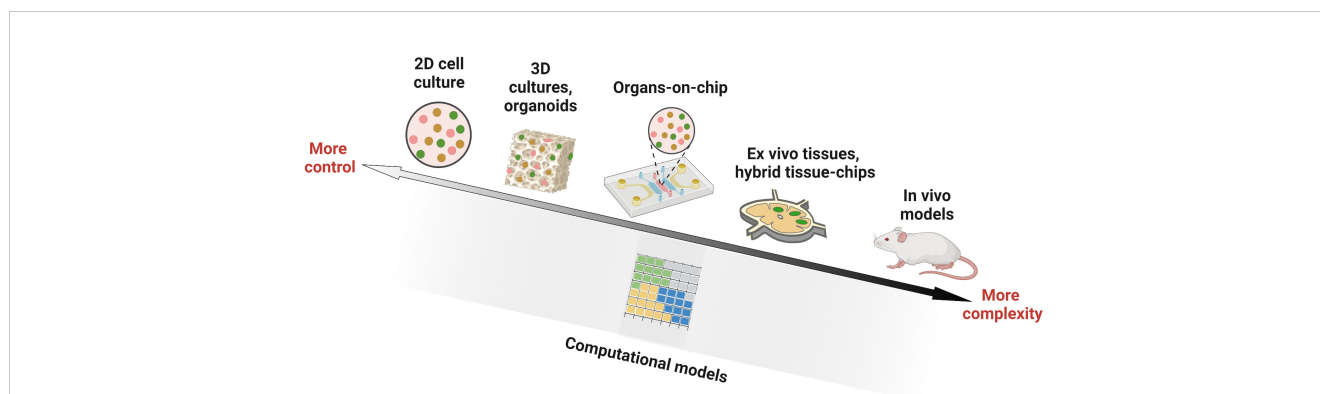 2D cell
culture
3D
cultures,
organoids
Organs-on-chip
Ex vivo tissues,
hybrid tissue-chips
In vivo
models
More
control
More
complexity
Computational models